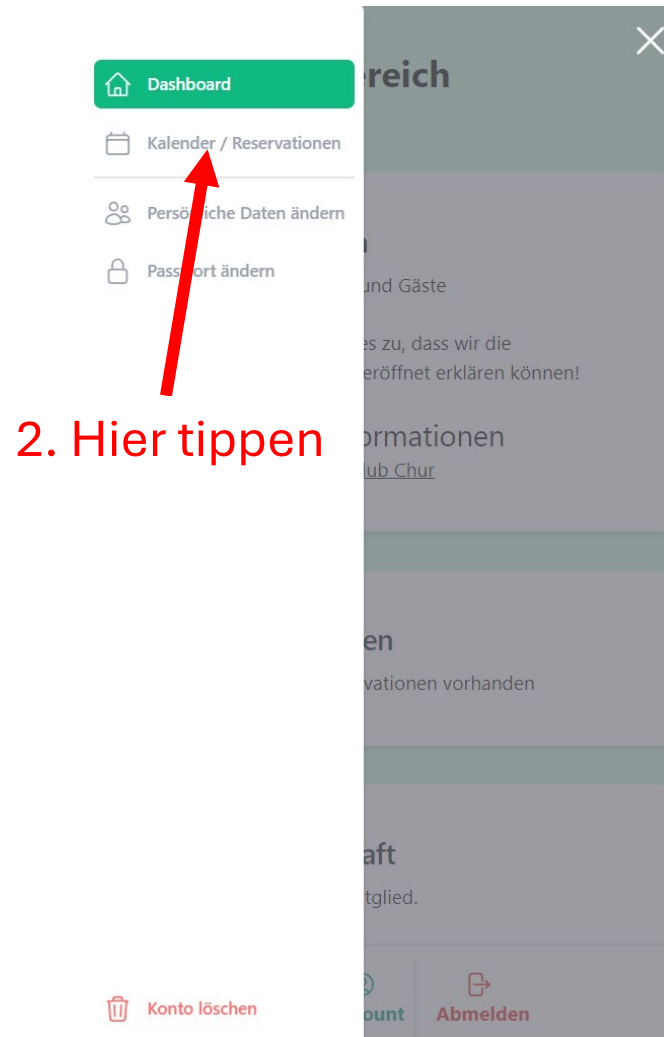 Dashboard
Kalender / Reservationen
Persönliche Daten ändern
Passwort ändern
2. Hier tippen
Konto löschen
reich
und Gäste
es zu, dass wir die
eröffnet erklären können!
ormationen
lub Chur
en
vationen vorhanden
aft
tglied.
ount
Abmelden